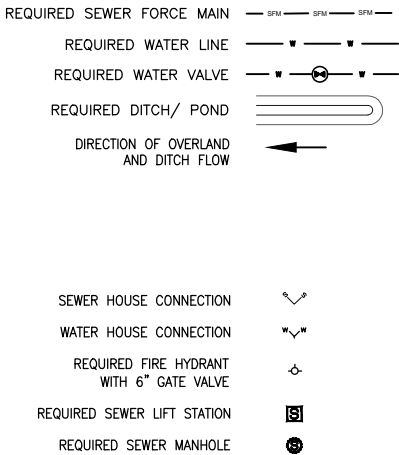 REQUIRED SEWER FORCE MAIN SFM SFM SFM
REQUIRED WATER LINE W W
REQUIRED WATER VALVE W W
REQUIRED DITCH/ POND
DIRECTION OF OVERLAND
AND DITCH FLOW
SEWER HOUSE CONNECTION S S
WATER HOUSE CONNECTION W W
REQUIRED FIRE HYDRANT
WITH 6" GATE VALVE
REQUIRED SEWER LIFT STATION S
REQUIRED SEWER MANHOLE S